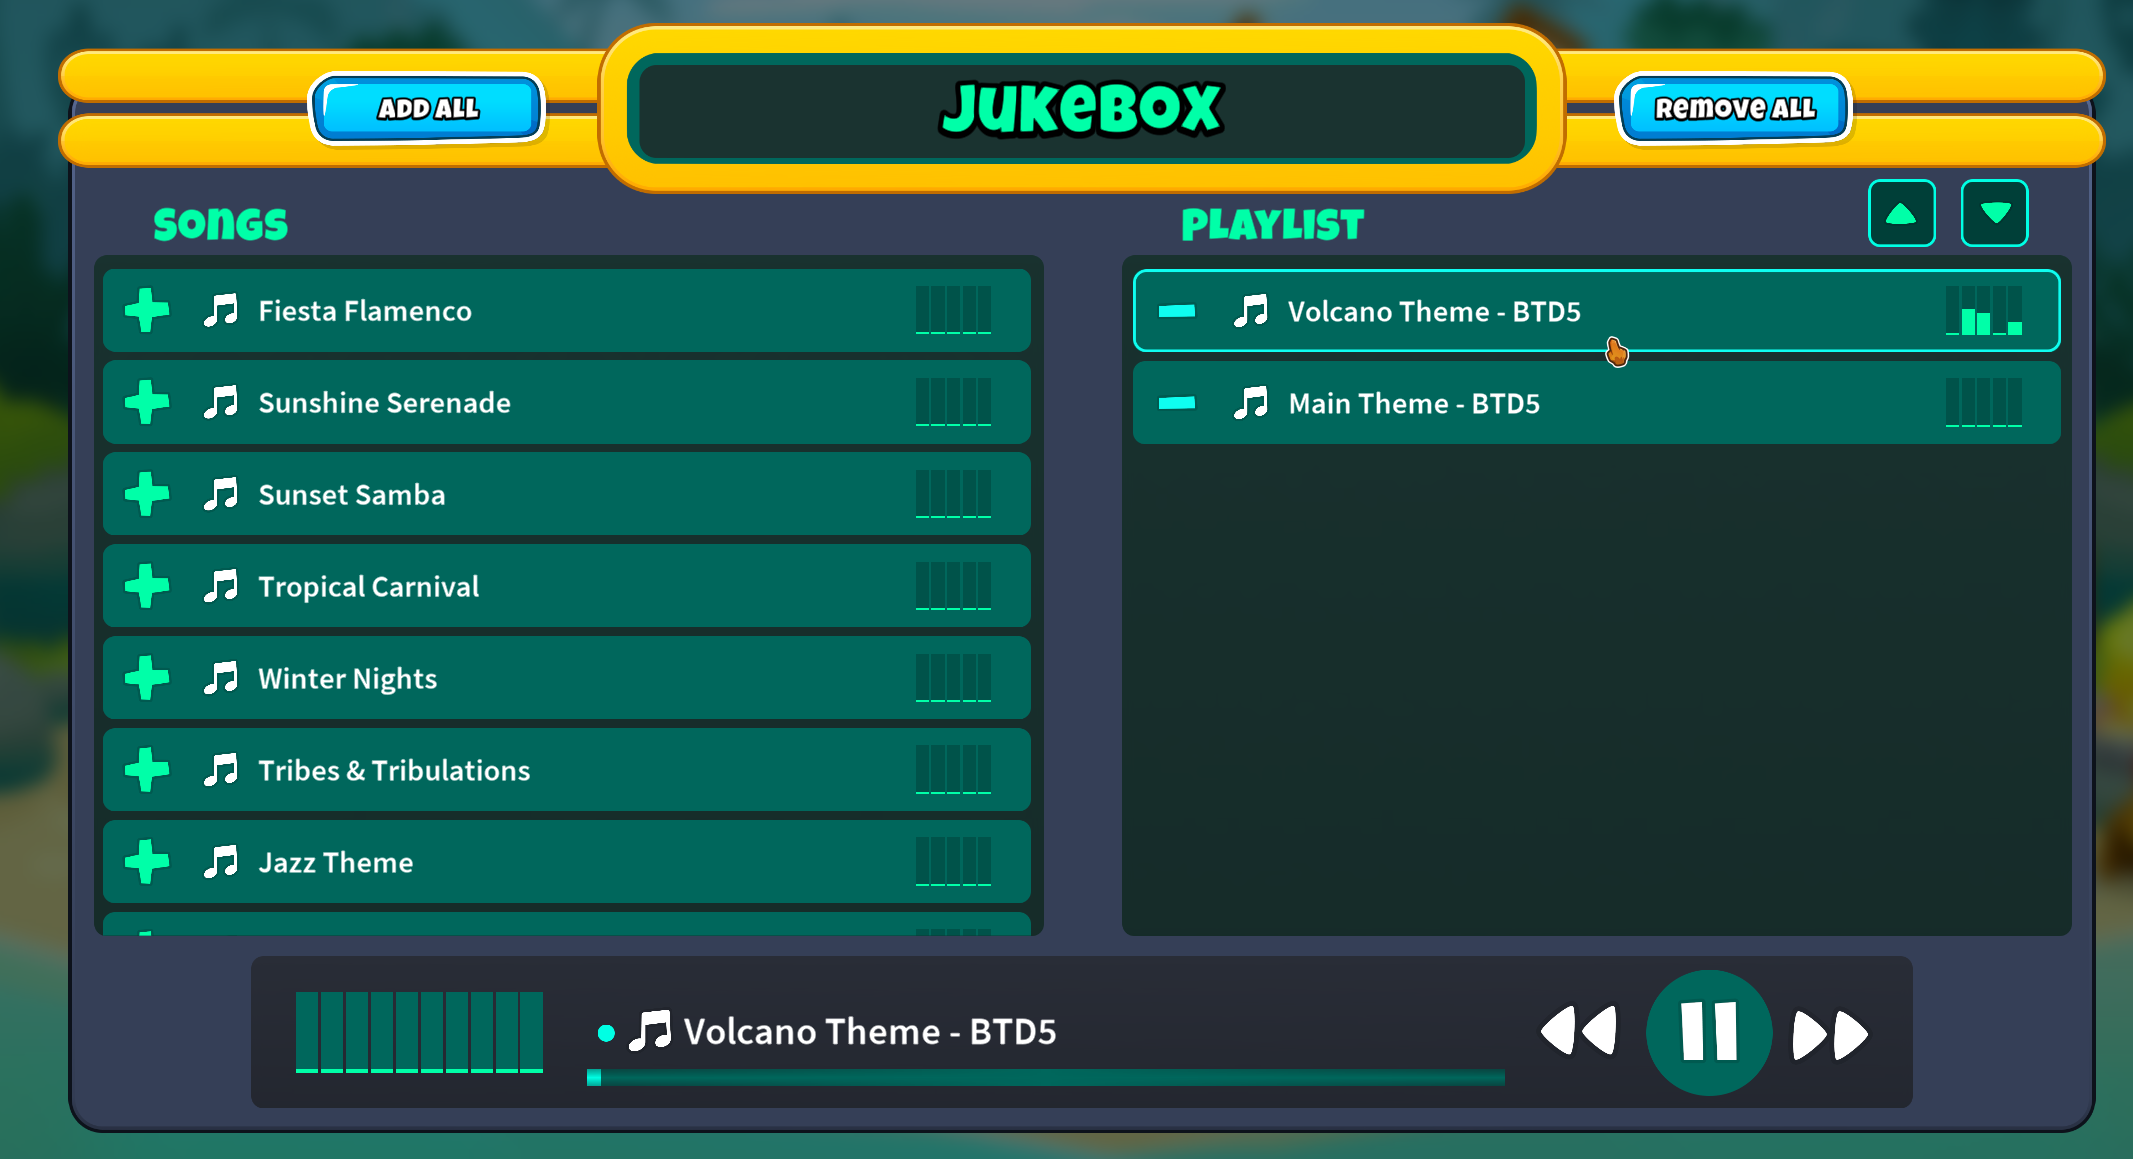 ADD ALL
JUKEBOX
REMOVE ALL
SONGS
Fiesta Flamenco
Sunshine Serenade
Sunset Samba
Tropical Carnival
Winter Nights
Tribes & Tribulations
Jazz Theme
PLAYLIST
Volcano Theme - BTD5
Main Theme - BTD5
Volcano Theme - BTD5